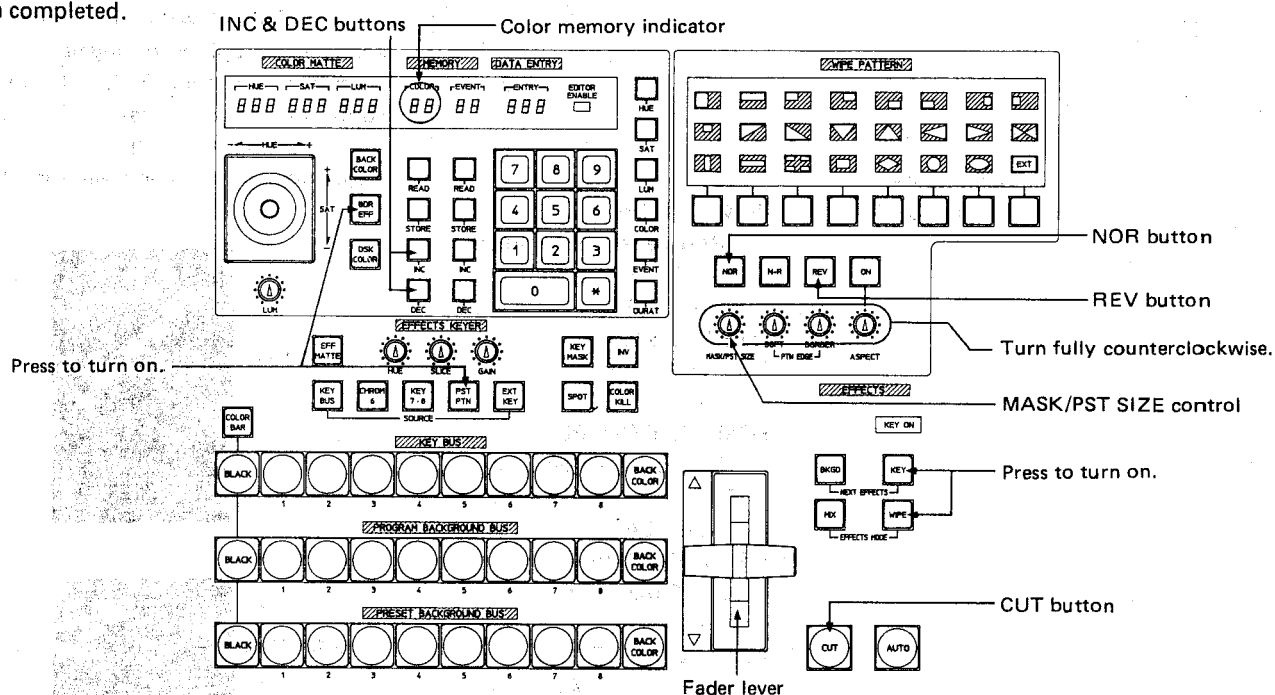 completed.
INC & DEC buttons
Color memory indicator
COLOR MATTE
MEMORY
DATA ENTRY
WIPE PATTERN
HUE
SAT
LUM
COLOR
EVENT
ENTRY
EDITOR
ENABLE
888 888 888 88 88 888
HUE
SAT
LUM
COLOR
EVENT
DURAT
- HUE +
+
SAT
-
LUM
BACK
COLOR
BDR
EFF
DSK
COLOR
READ
READ
STORE
STORE
INC
INC
DEC
DEC
7 8 9
4 5 6
1 2 3
0 *
EXT
NOR
N-R
REV
ON
NOR button
REV button
MASK/PST SIZE
SOFT
BORDER
PTN EDGE
ASPECT
Turn fully counterclockwise.
MASK/PST SIZE control
EFFECTS KEYER
EFF
MATTE
HUE
SLICE
GAIN
KEY
MASK
INV
Press to turn on.
KEY
BUS
CHROM
6
KEY
7-8
PST
PTN
EXT
KEY
SOURCE
SPOT
COLOR
KILL
EFFECTS
KEY ON
COLOR
BAR
KEY BUS
BLACK
BACK
COLOR
1 2 3 4 5 6 7 8
BKGD
KEY
NEXT EFFECTS
MIX
WIPE
EFFECTS MODE
Press to turn on.
PROGRAM BACKGROUND BUS
BLACK
BACK
COLOR
1 2 3 4 5 6 7 8
PRESET BACKGROUND BUS
BLACK
BACK
COLOR
1 2 3 4 5 6 7 8
CUT button
CUT
AUTO
Fader lever